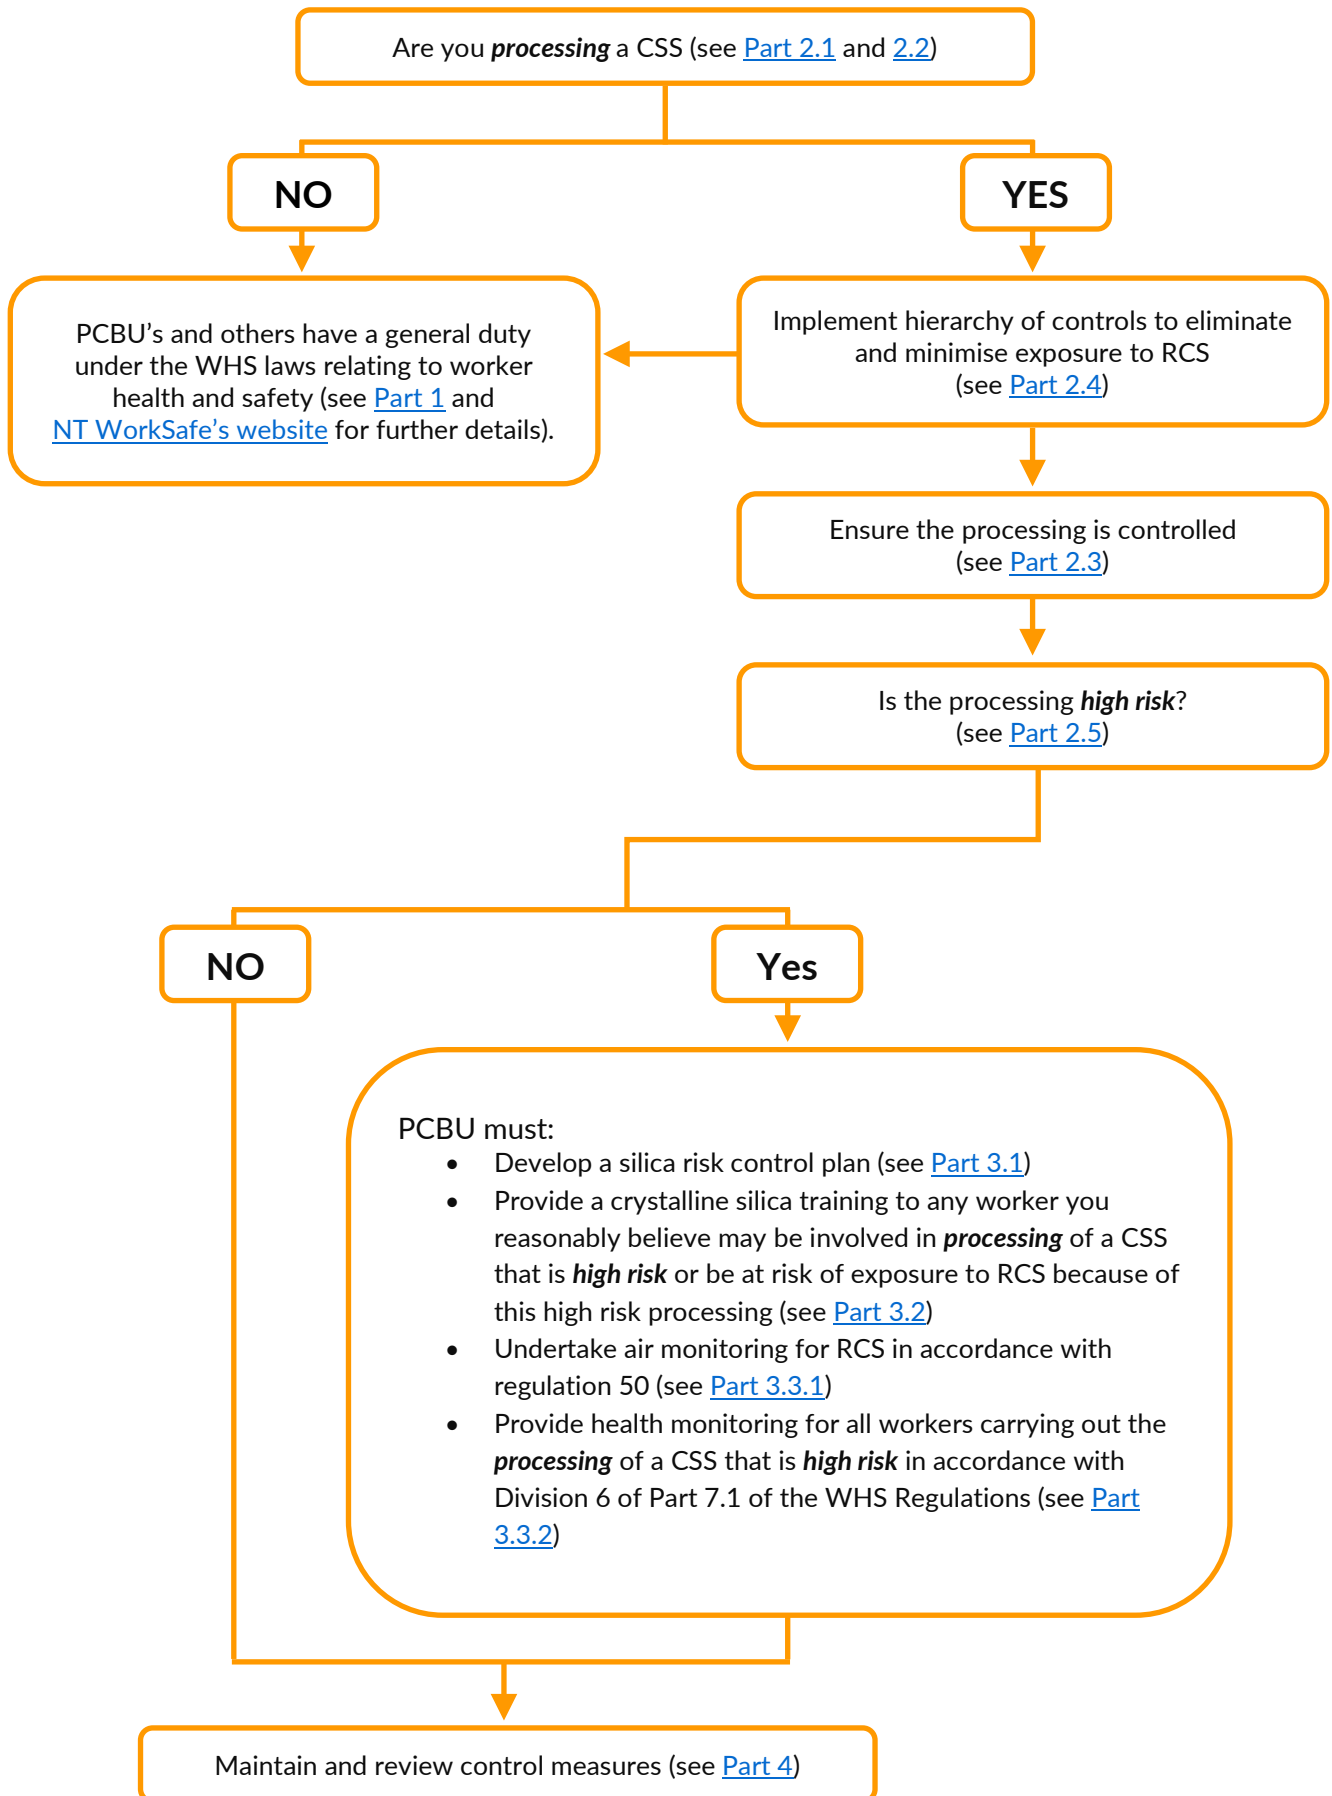 Are you processing a CSS (see Part 2.1 and 2.2)
NO
YES
PCBU’s and others have a general duty
under the WHS laws relating to worker
health and safety (see Part 1 and
NT WorkSafe’s website for further details).
Implement hierarchy of controls to eliminate
and minimise exposure to RCS
(see Part 2.4)
Ensure the processing is controlled
(see Part 2.3)
Is the processing high risk?
(see Part 2.5)
NO
Yes
PCBU must:
• Develop a silica risk control plan (see Part 3.1)
• Provide a crystalline silica training to any worker you
reasonably believe may be involved in processing of a CSS
that is high risk or be at risk of exposure to RCS because of
this high risk processing (see Part 3.2)
• Undertake air monitoring for RCS in accordance with
regulation 50 (see Part 3.3.1)
• Provide health monitoring for all workers carrying out the
processing of a CSS that is high risk in accordance with
Division 6 of Part 7.1 of the WHS Regulations (see Part
3.3.2)
Maintain and review control measures (see Part 4)